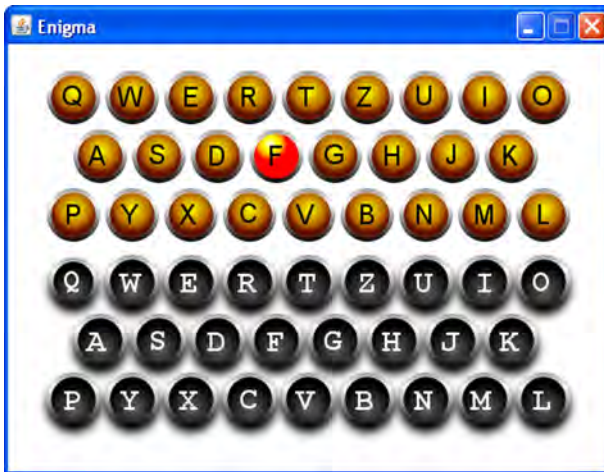 Enigma
Q W E R T Z U I O
A S D F G H J K
P Y X C V B N M L
Q W E R T Z U I O
A S D F G H J K
P Y X C V B N M L